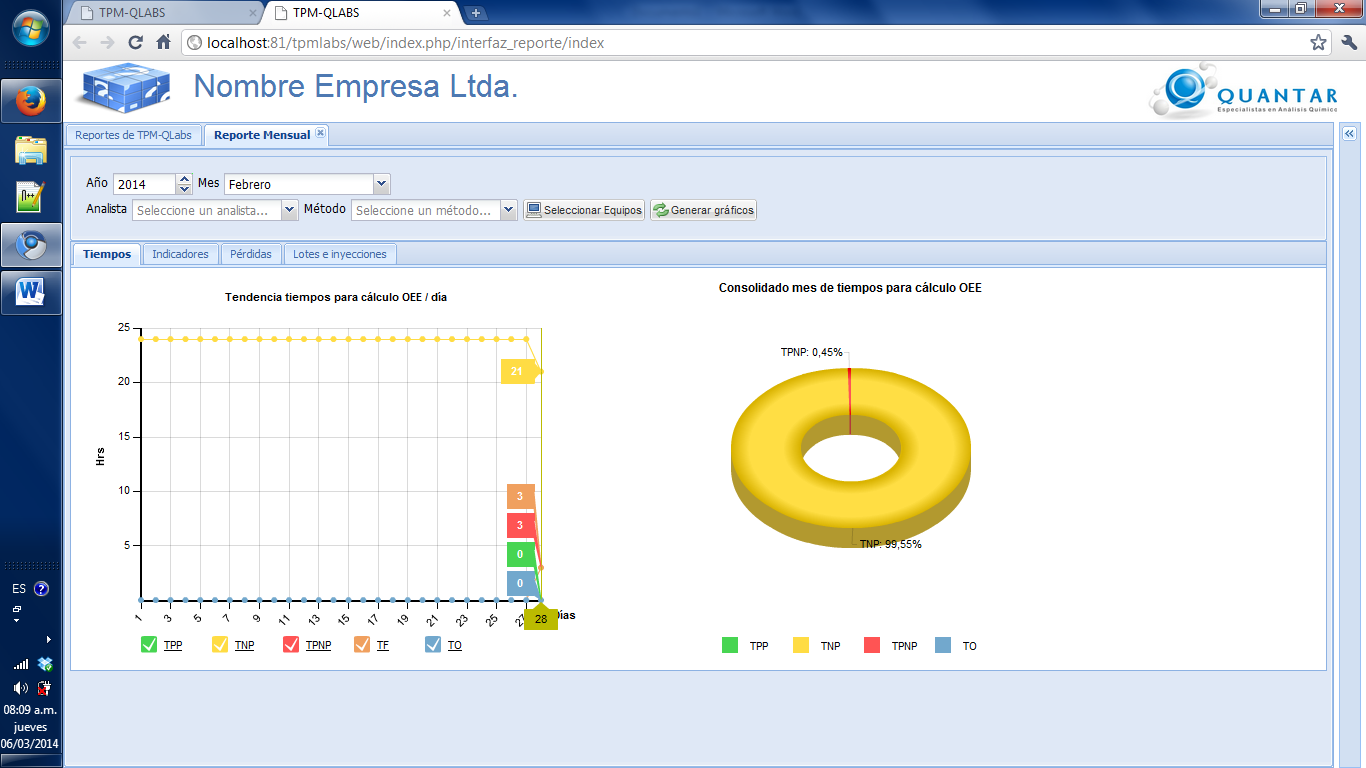 TPM-QLABS
TPM-QLABS
localhost:81/tpmlabs/web/index.php/interfaz_reporte/index
Nombre Empresa Ltda.
QUANTAR
Especialistas en Análisis Químico
Reportes de TPM-QLabs
Reporte Mensual
Año 2014 Mes Febrero
Analista Seleccione un analista... Método Seleccione un método... Seleccionar Equipos Generar gráficos
Tiempos Indicadores Pérdidas Lotes e inyecciones
Tendencia tiempos para cálculo OEE / día
25
20
15
10
5
Hrs
21
3
3
0
0
1 3 5 7 9 11 13 15 17 19 21 23 25 27
28
Días
TPP TNP TPNP TF TO
Consolidado mes de tiempos para cálculo OEE
TPNP: 0,45%
TNP: 99,55%
TPP TNP TPNP TO
ES
08:09 a.m.
jueves
06/03/2014